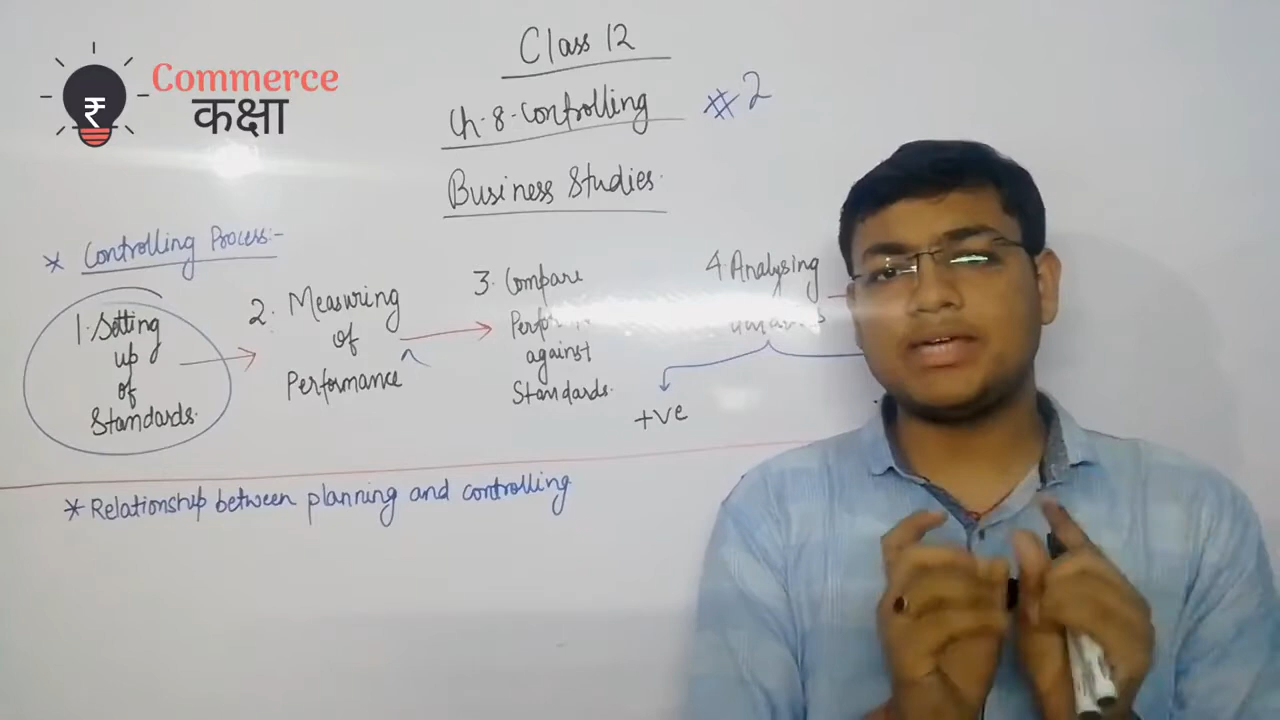 Commerce
कक्षा
₹
Class 12
Ch-8-Controlling
#2
Business Studies.
* Controlling Process:-
1. Setting
up
of
Standards.
2. Measuring
of
Performance
3. Compare
against
Standards.
4. Analysing
+ve
* Relationship between planning and controlling